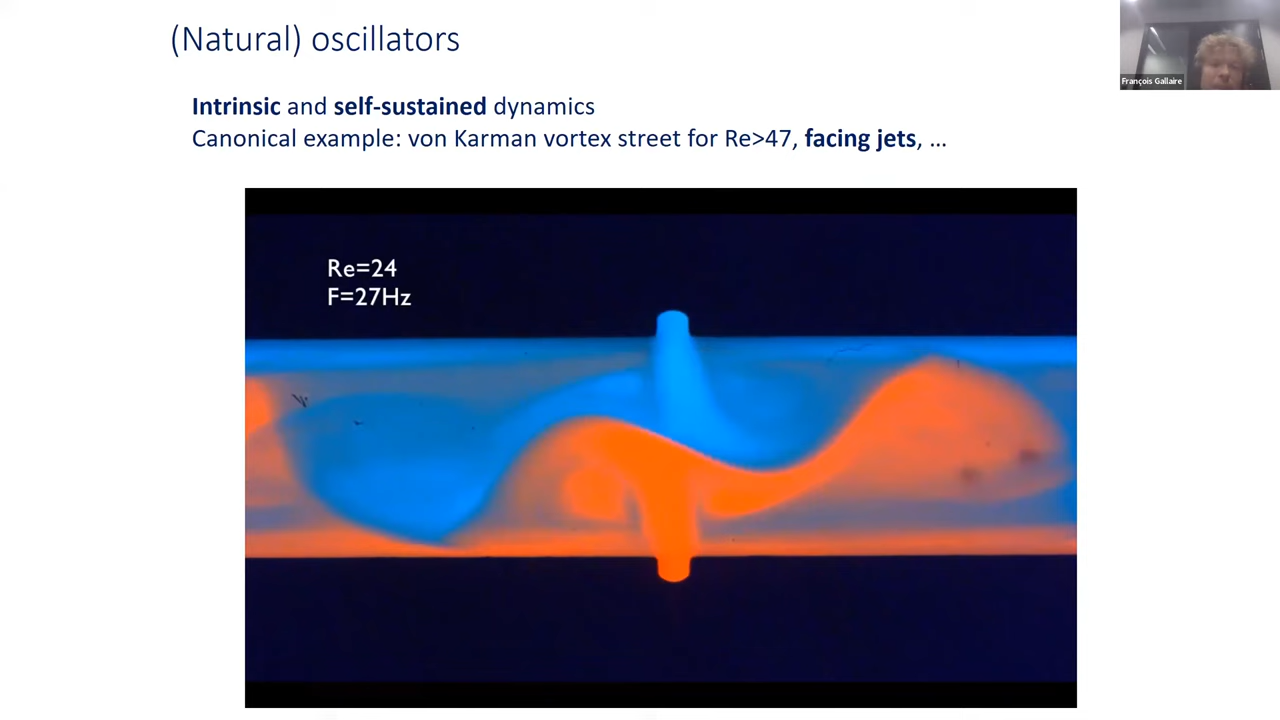 (Natural) oscillators
François Gallaire
Intrinsic and self-sustained dynamics
Canonical example: von Karman vortex street for Re>47, facing jets, ...
Re=24
F=27Hz